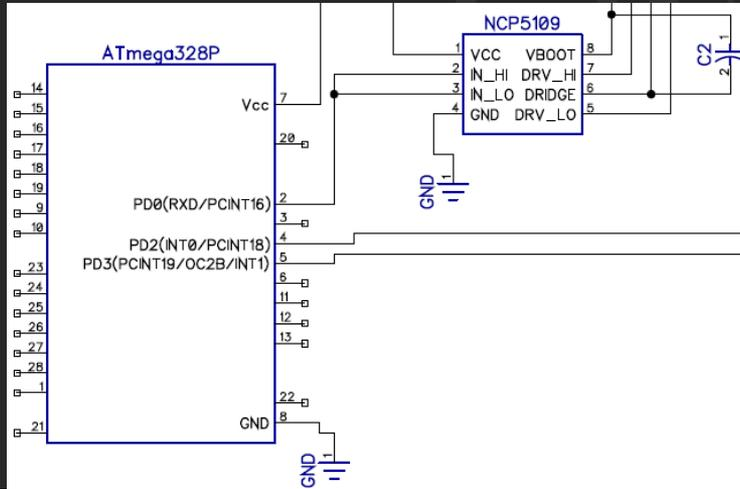 NCP5109
1 VCC VBOOT 8
2 IN_HI DRV_HI 7
3 IN_LO DRIDGE 6
4 GND DRV_LO 5
C2 1 2
GND 1
ATmega328P
14
15
16
17
18
19
9
10
23
24
25
26
27
28
1
21
Vcc 7
20
PD0(RXD/PCINT16) 2
3
PD2(INT0/PCINT18) 4
PD3(PCINT19/OC2B/INT1) 5
6
11
12
13
22
GND 8
GND 1